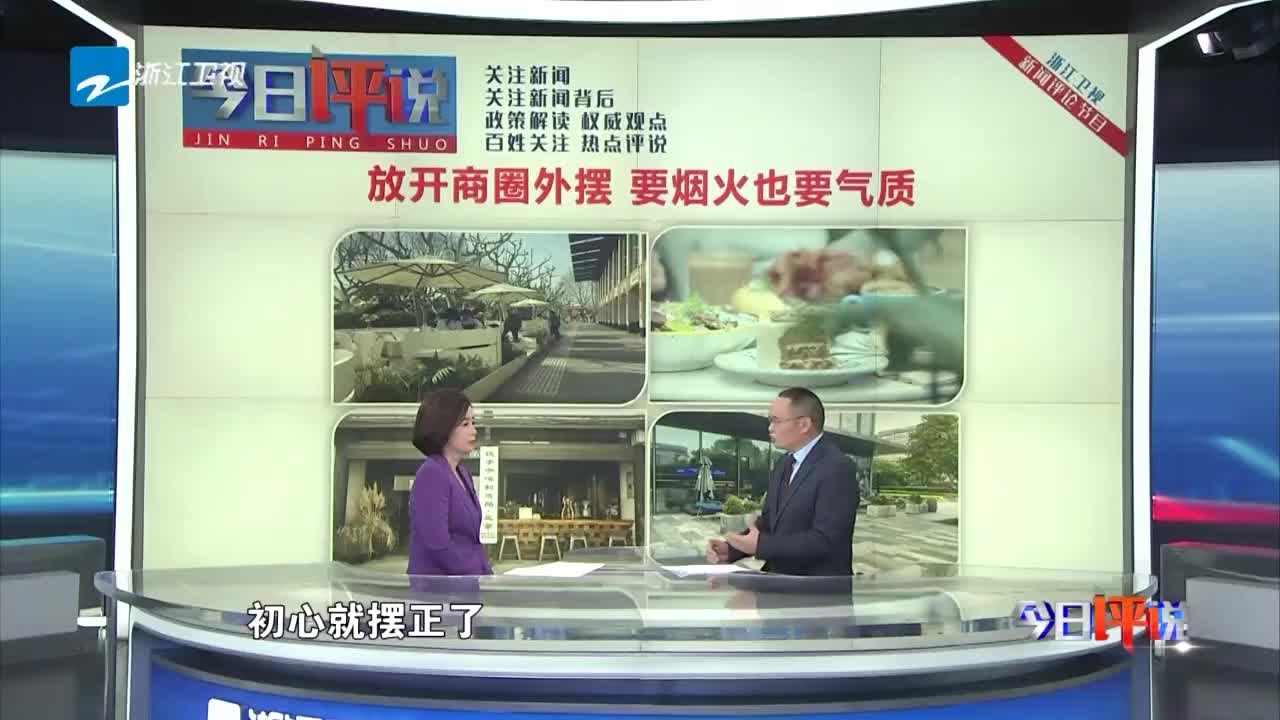 浙江卫视
今日评说
JIN RI PING SHUO
关注新闻
关注新闻背后
政策解读 权威观点
百姓关注 热点评说
浙江卫视
新闻评论节目
放开商圈外摆 要烟火也要气质
初心就摆正了
今日评说